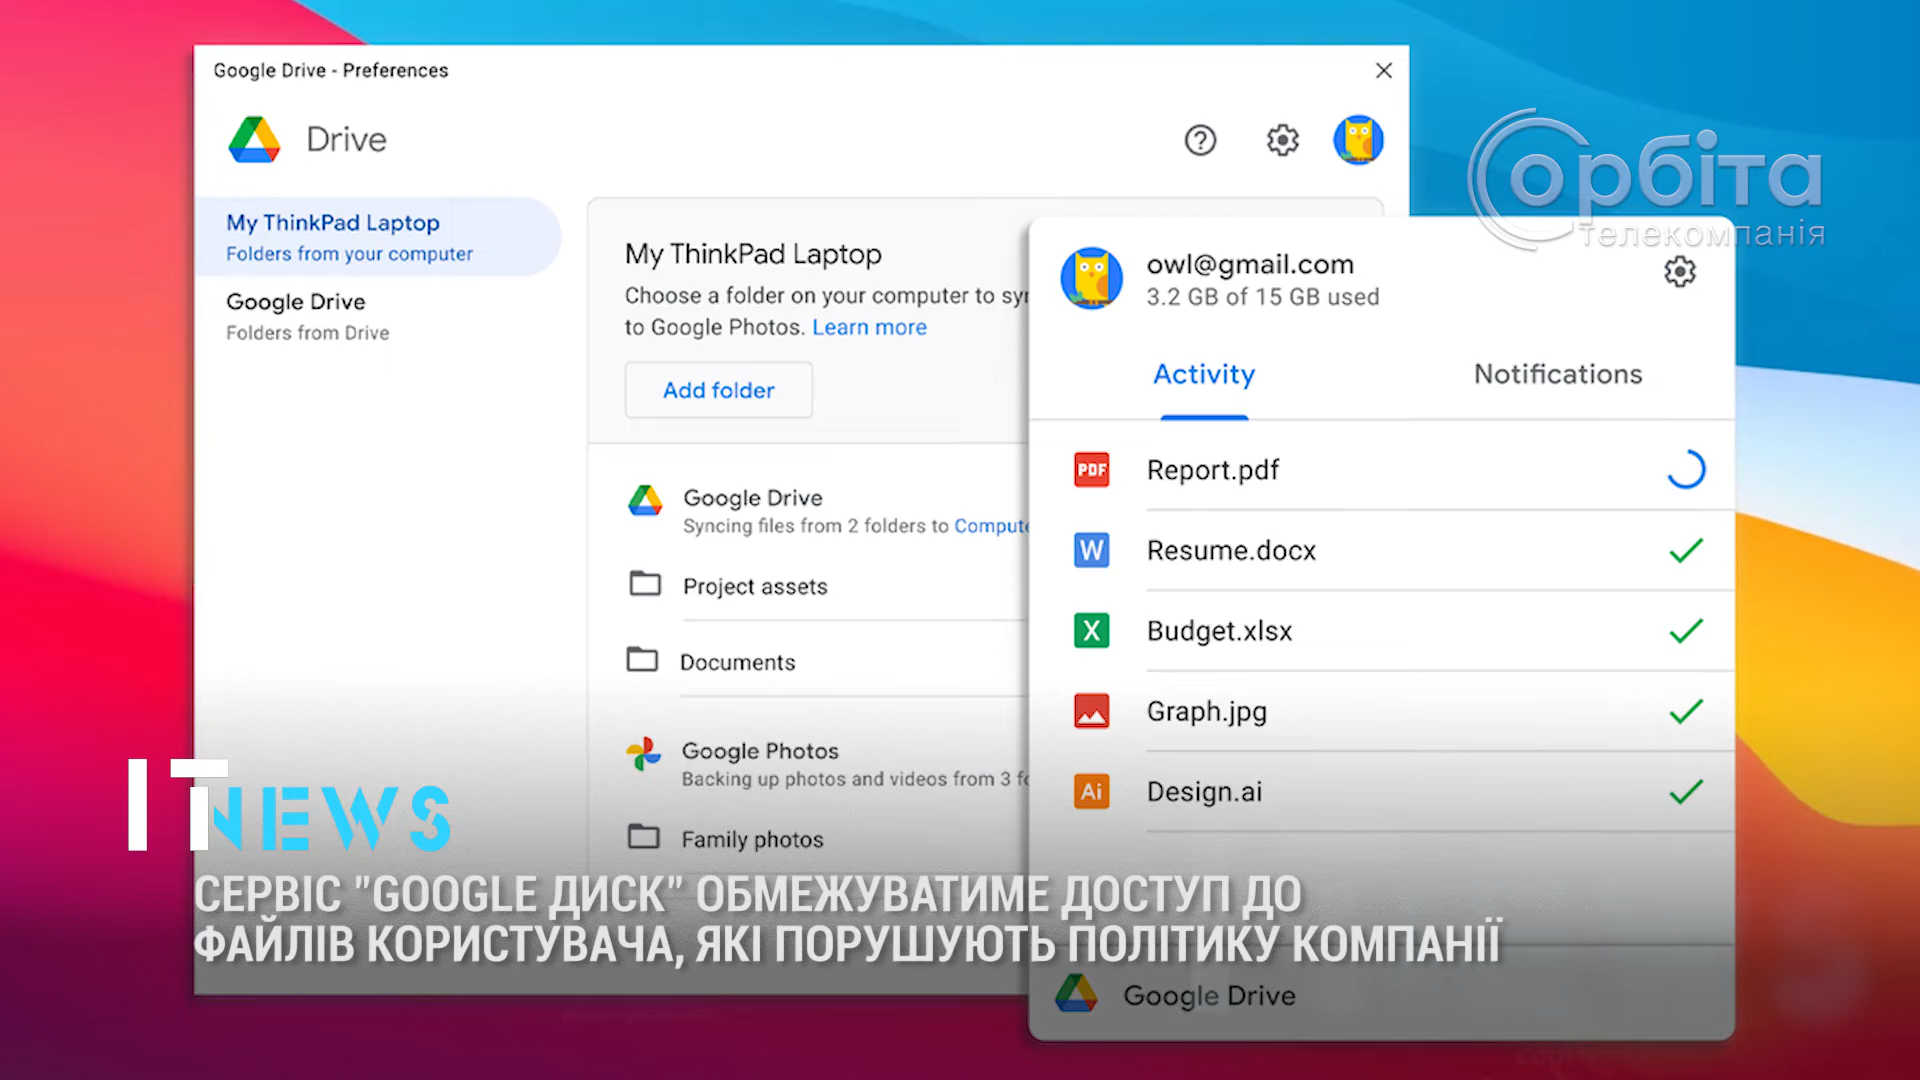 Google Drive - Preferences
Drive
орбіта
телекомпанія
My ThinkPad Laptop
Folders from your computer
Google Drive
Folders from Drive
My ThinkPad Laptop
Choose a folder on your computer to syn
to Google Photos. Learn more
Add folder
Google Drive
Syncing files from 2 folders to Compute
Project assets
Documents
Google Photos
Backing up photos and videos from 3 fo
Family photos
owl@gmail.com
3.2 GB of 15 GB used
Activity
Notifications
PDF
Report.pdf
W
Resume.docx
X
Budget.xlsx
Graph.jpg
Ai
Design.ai
IT NEWS
СЕРВІС "GOOGLE ДИСК" ОБМЕЖУВАТИМЕ ДОСТУП ДО
ФАЙЛІВ КОРИСТУВАЧА, ЯКІ ПОРУШУЮТЬ ПОЛІТИКУ КОМПАНІЇ
Google Drive